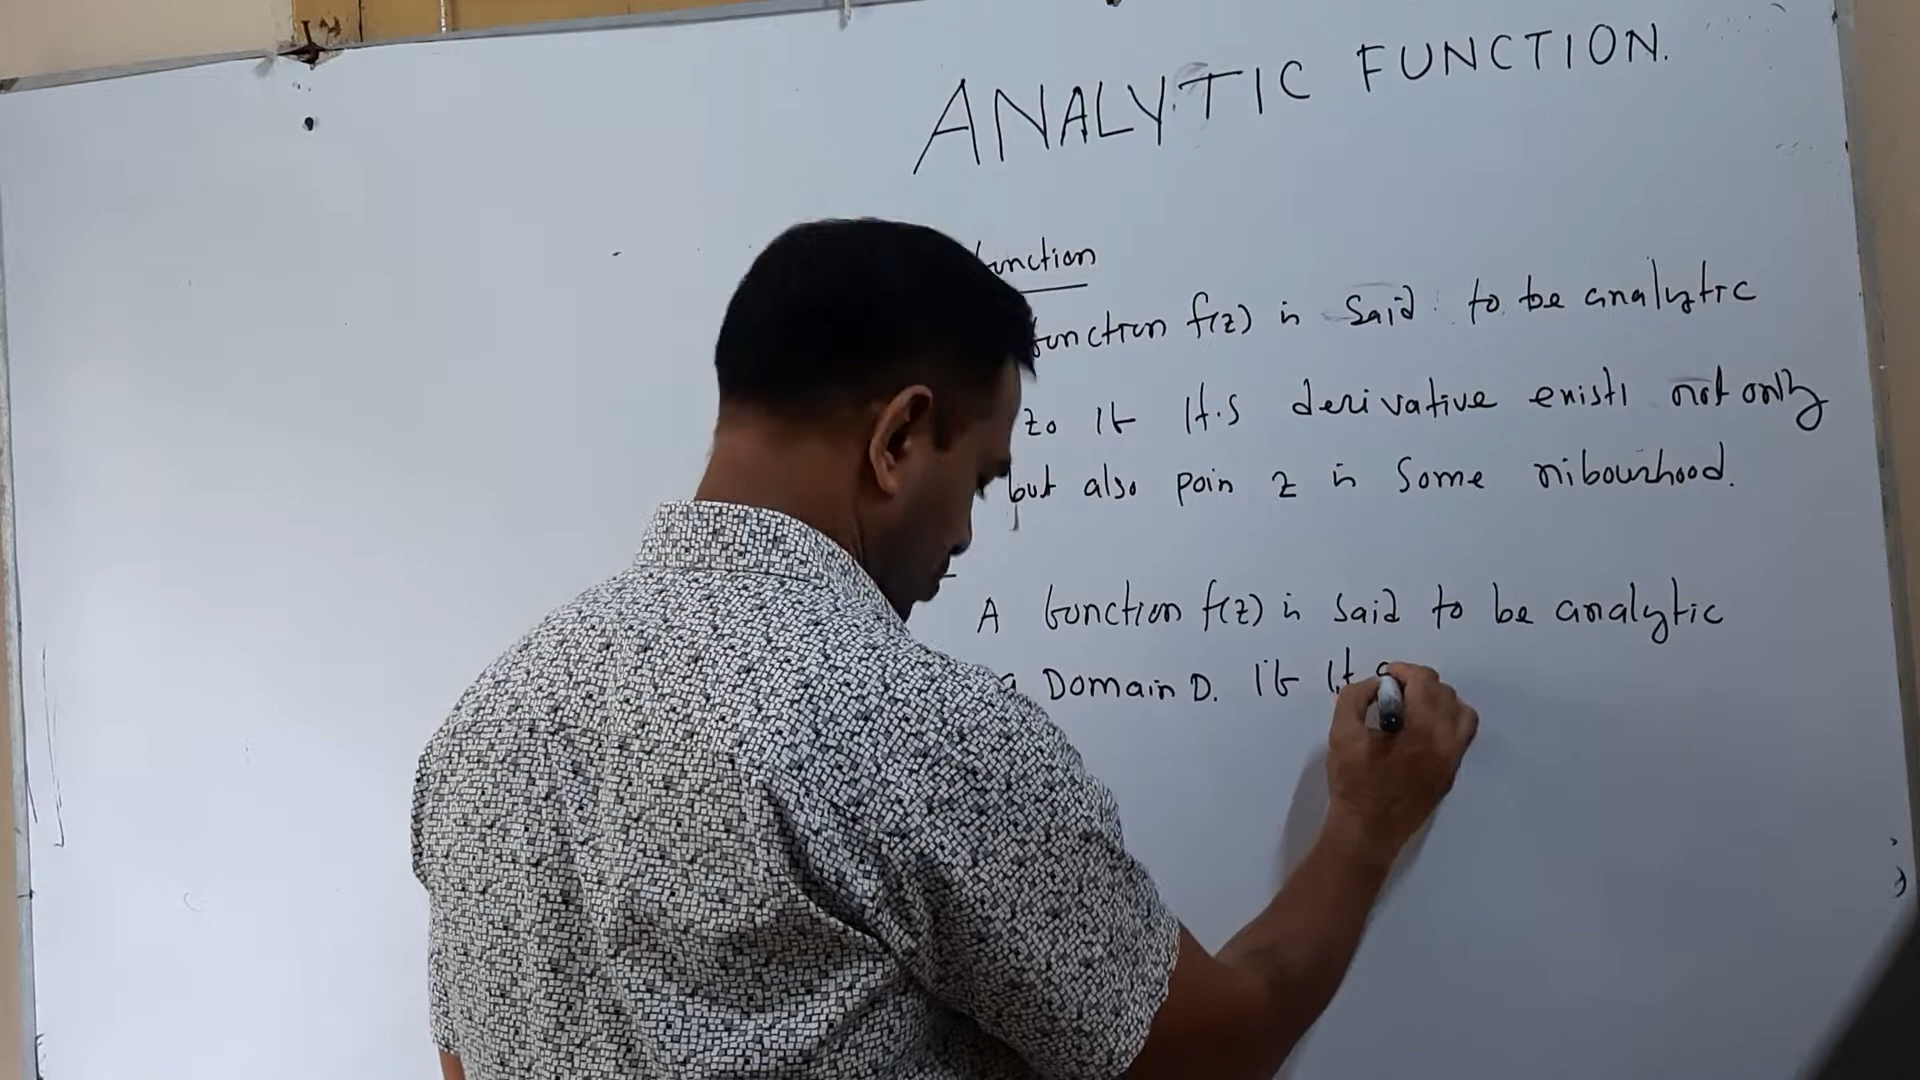 ANALYTIC FUNCTION.
function
function f(z) is said to be analytic
z0 If It's derivative exists not only
but also poin z in some nibourhood.
A function f(z) is said to be analytic
a Domain D. If It s